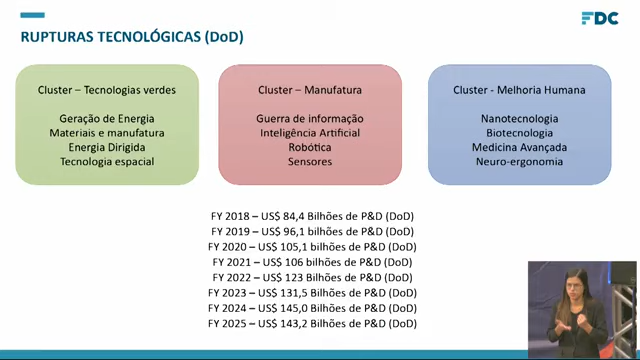 FDC
RUPTURAS TECNOLÓGICAS (DoD)
Cluster – Tecnologias verdes
Geração de Energia
Materiais e manufatura
Energia Dirigida
Tecnologia espacial
Cluster – Manufatura
Guerra de informação
Inteligência Artificial
Robótica
Sensores
Cluster - Melhoria Humana
Nanotecnologia
Biotecnologia
Medicina Avançada
Neuro-ergonomia
FY 2018 – US$ 84,4 Bilhões de P&D (DoD)
FY 2019 – US$ 96,1 bilhões de P&D (DoD)
FY 2020 – US$ 105,1 bilhões de P&D (DoD)
FY 2021 – US$ 106 bilhões de P&D (DoD)
FY 2022 – US$ 123 Bilhões de P&D (DoD)
FY 2023 – US$ 131,5 Bilhões de P&D (DoD)
FY 2024 – US$ 145,0 Bilhões de P&D (DoD)
FY 2025 – US$ 143,2 Bilhões de P&D (DoD)